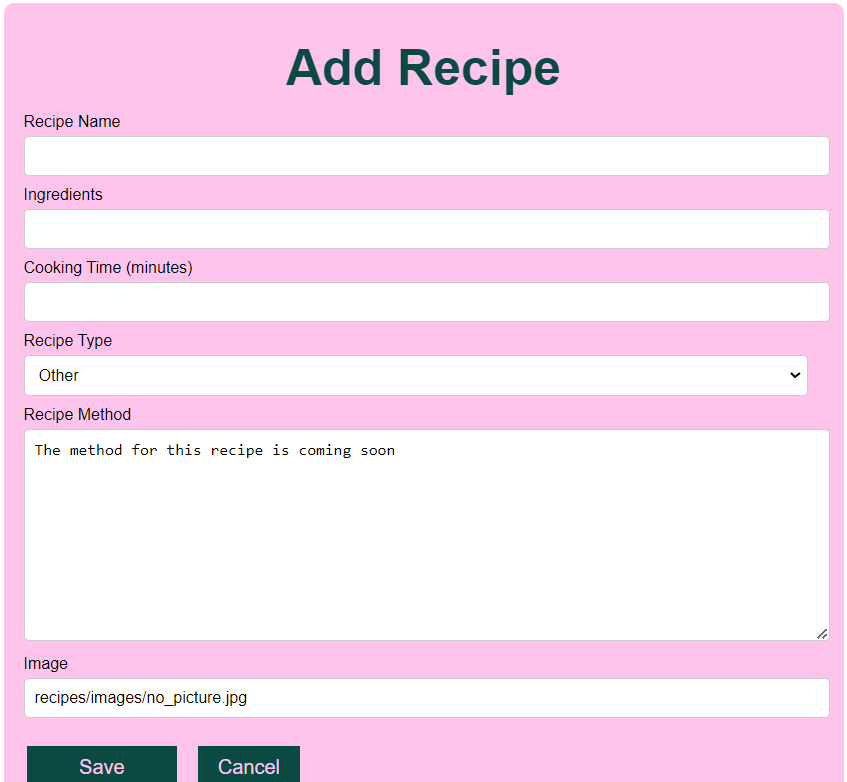 Add Recipe
Recipe Name
Ingredients
Cooking Time (minutes)
Recipe Type
Other
Recipe Method
The method for this recipe is coming soon
Image
recipes/images/no_picture.jpg
Save Cancel